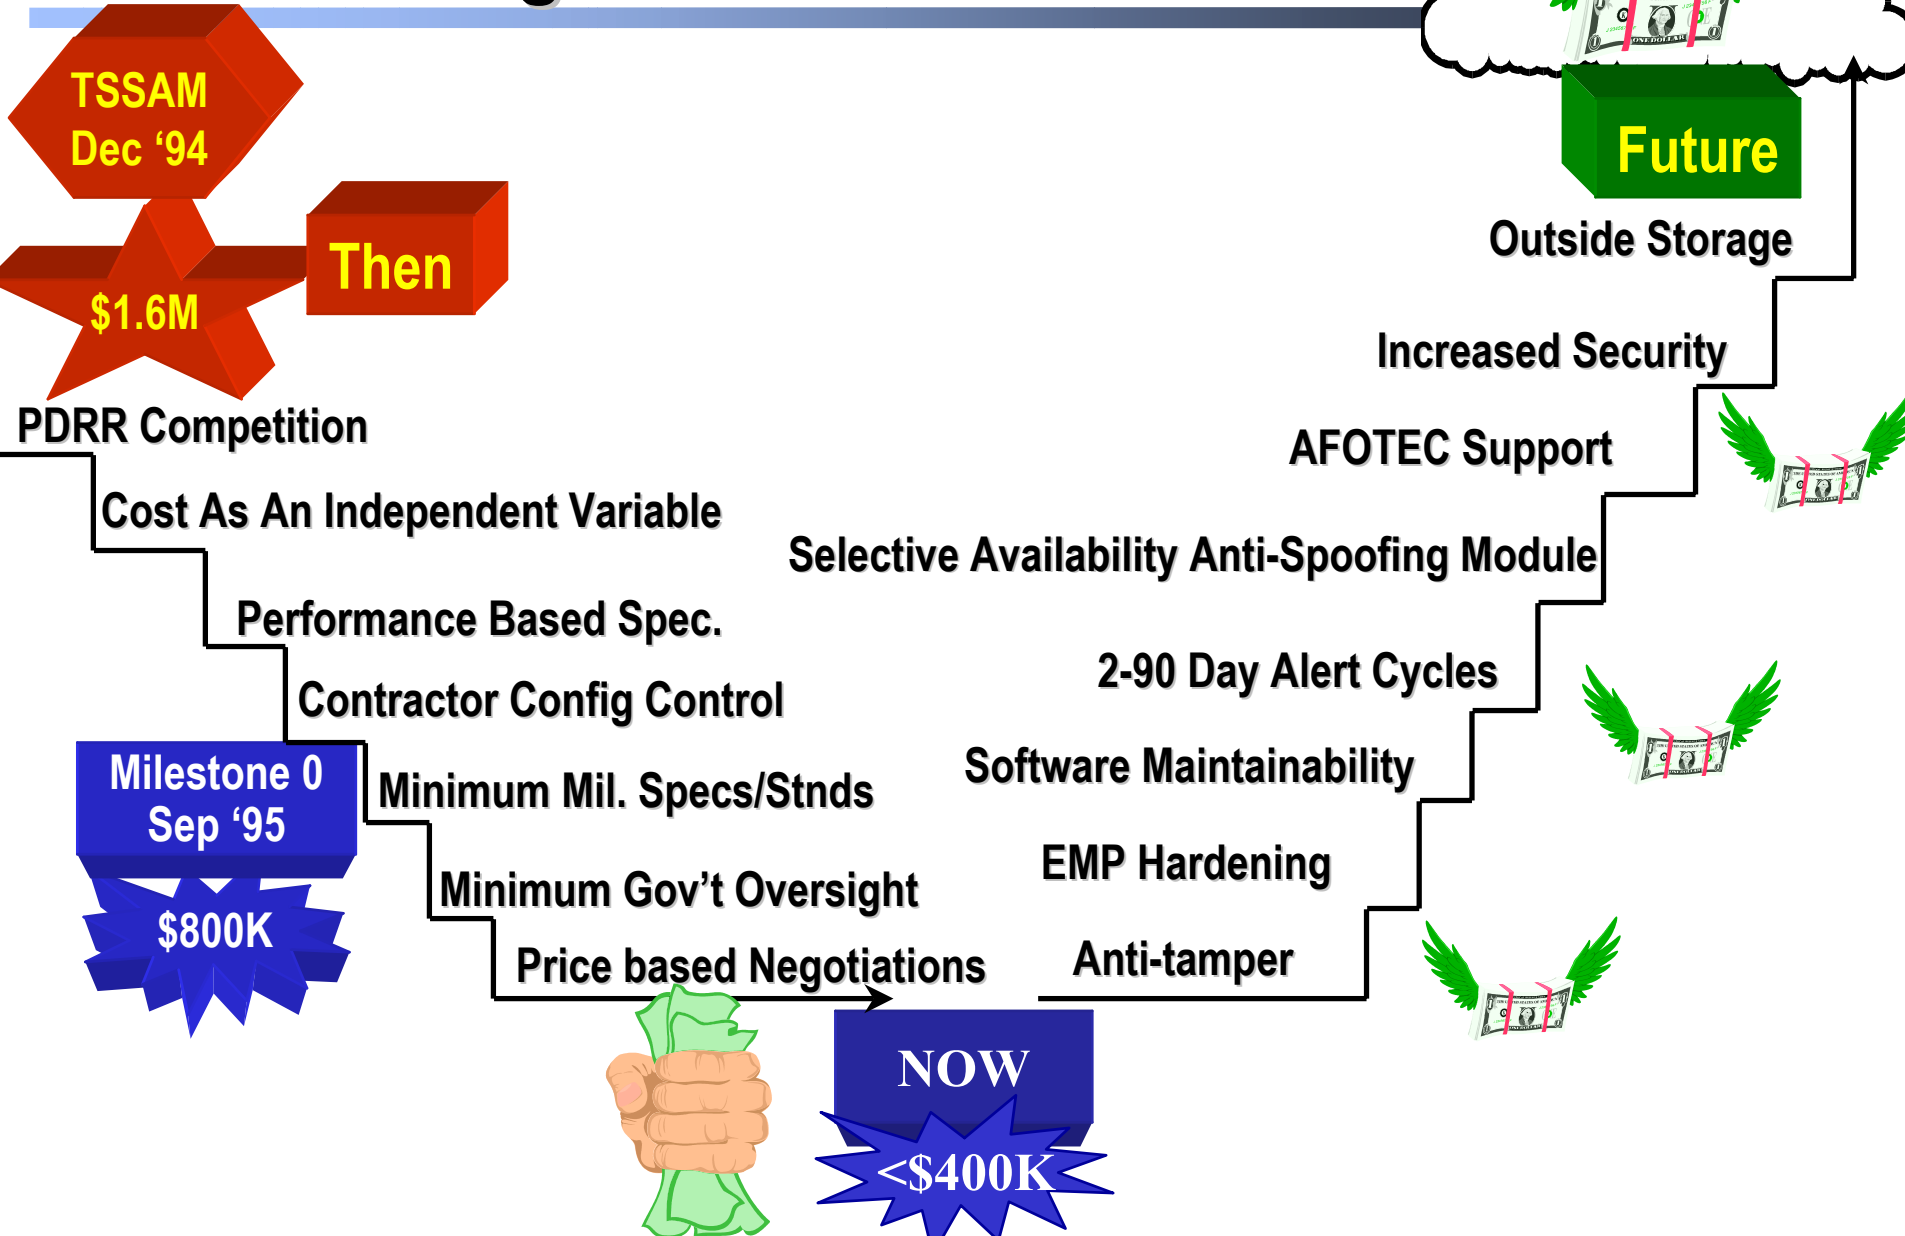 TSSAM
Dec ‘94
Then
$1.6M
PDRR Competition
Cost As An Independent Variable
Performance Based Spec.
Contractor Config Control
Milestone 0
Sep ‘95
$800K
Minimum Mil. Specs/Stnds
Minimum Gov’t Oversight
Price based Negotiations
NOW
<$400K
Future
Outside Storage
Increased Security
AFOTEC Support
Selective Availability Anti-Spoofing Module
2-90 Day Alert Cycles
Software Maintainability
EMP Hardening
Anti-tamper